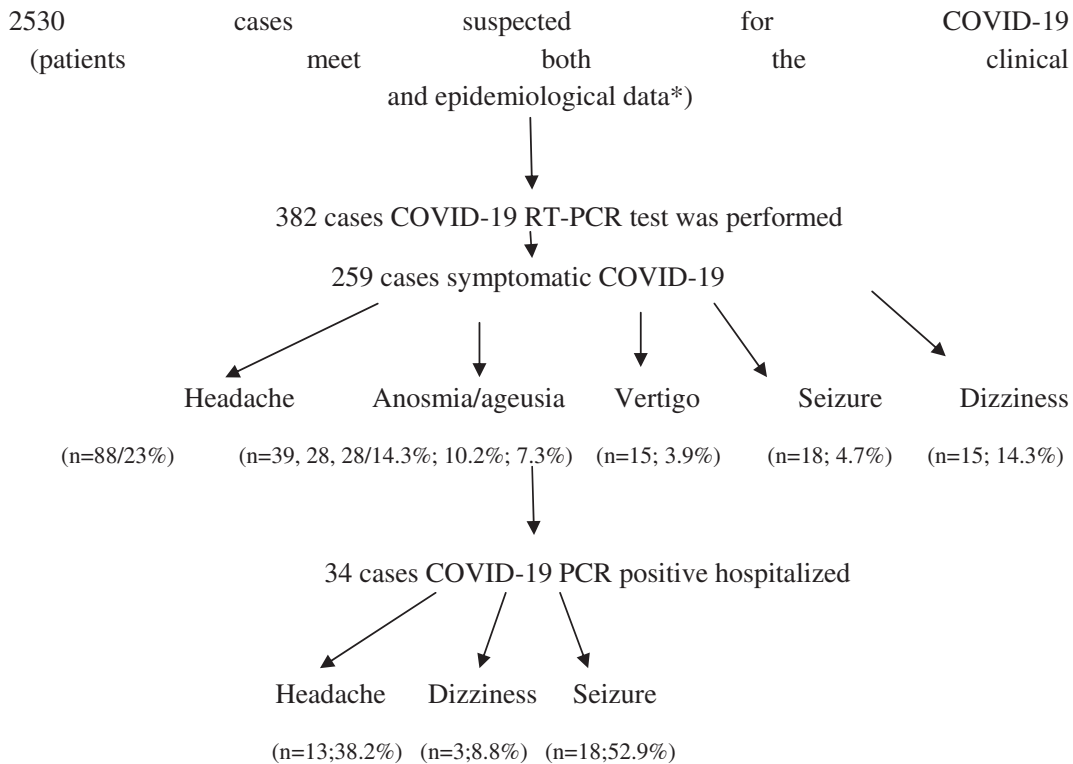 2530 cases suspected for COVID-19
(patients meet both the clinical
and epidemiological data*)
382 cases COVID-19 RT-PCR test was performed
259 cases symptomatic COVID-19
Headache Anosmia/ageusia Vertigo Seizure Dizziness
(n=88/23%) (n=39, 28, 28/14.3%; 10.2%; 7.3%) (n=15; 3.9%) (n=18; 4.7%) (n=15; 14.3%)
34 cases COVID-19 PCR positive hospitalized
Headache Dizziness Seizure
(n=13;38.2%) (n=3;8.8%) (n=18;52.9%)